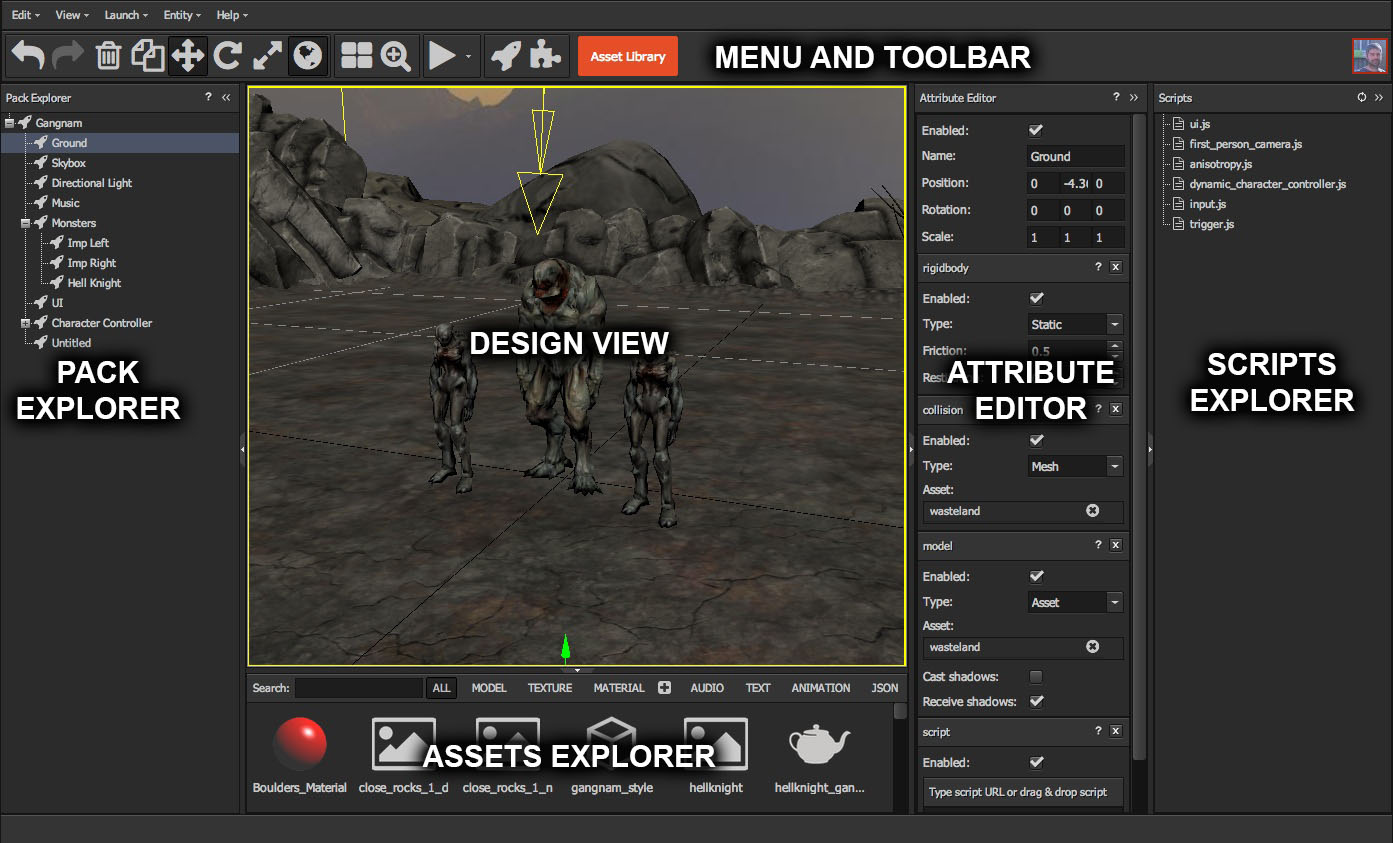 Edit View Launch Entity Help
Asset Library
MENU AND TOOLBAR
Pack Explorer ? «
Gangnam
Ground
Skybox
Directional Light
Music
Monsters
Imp Left
Imp Right
Hell Knight
UI
Character Controller
Untitled
PACK
EXPLORER
DESIGN VIEW
Search: ALL MODEL TEXTURE MATERIAL AUDIO TEXT ANIMATION JSON
ASSETS EXPLORER
Boulders_Material close_rocks_1_d close_rocks_1_n gangnam_style hellknight hellknight_gan...
Attribute Editor ? »
Enabled:
Name: Ground
Position: 0 0
Rotation: 0 0 0
Scale: 1 1 1
rigidbody ? x
Enabled:
Type: Static
Friction: 0.5
ATTRIBUTE
EDITOR
collision ? x
Enabled:
Type: Mesh
Asset:
wasteland
model ? x
Enabled:
Type: Asset
Asset:
wasteland
Cast shadows:
Receive shadows:
script ? x
Enabled:
Type script URL or drag & drop script
Scripts »
ui.js
first_person_camera.js
anisotropy.js
dynamic_character_controller.js
input.js
trigger.js
SCRIPTS
EXPLORER